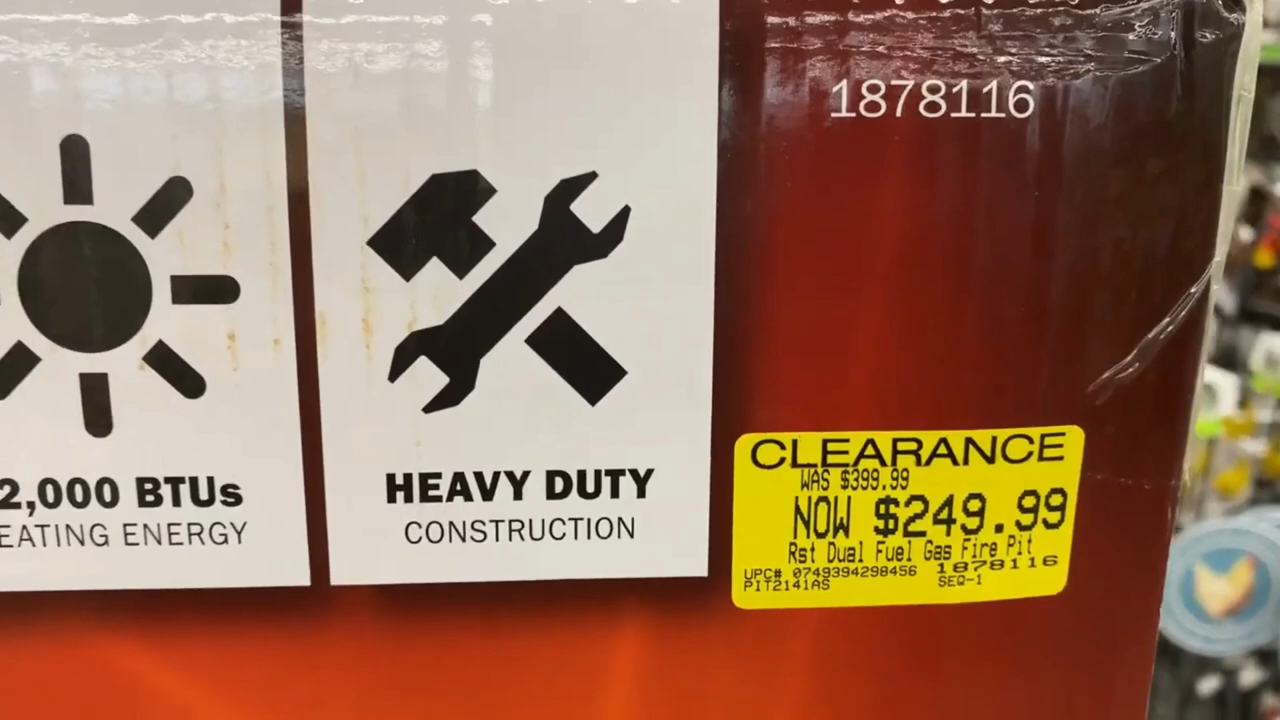 1878116
2,000 BTUs
EATING ENERGY
HEAVY DUTY
CONSTRUCTION
CLEARANCE
WAS $399.99
NOW $249.99
Rst Dual Fuel Gas Fire Pit
UPC# 0749394298456 1878116
PIT2141AS SEQ-1